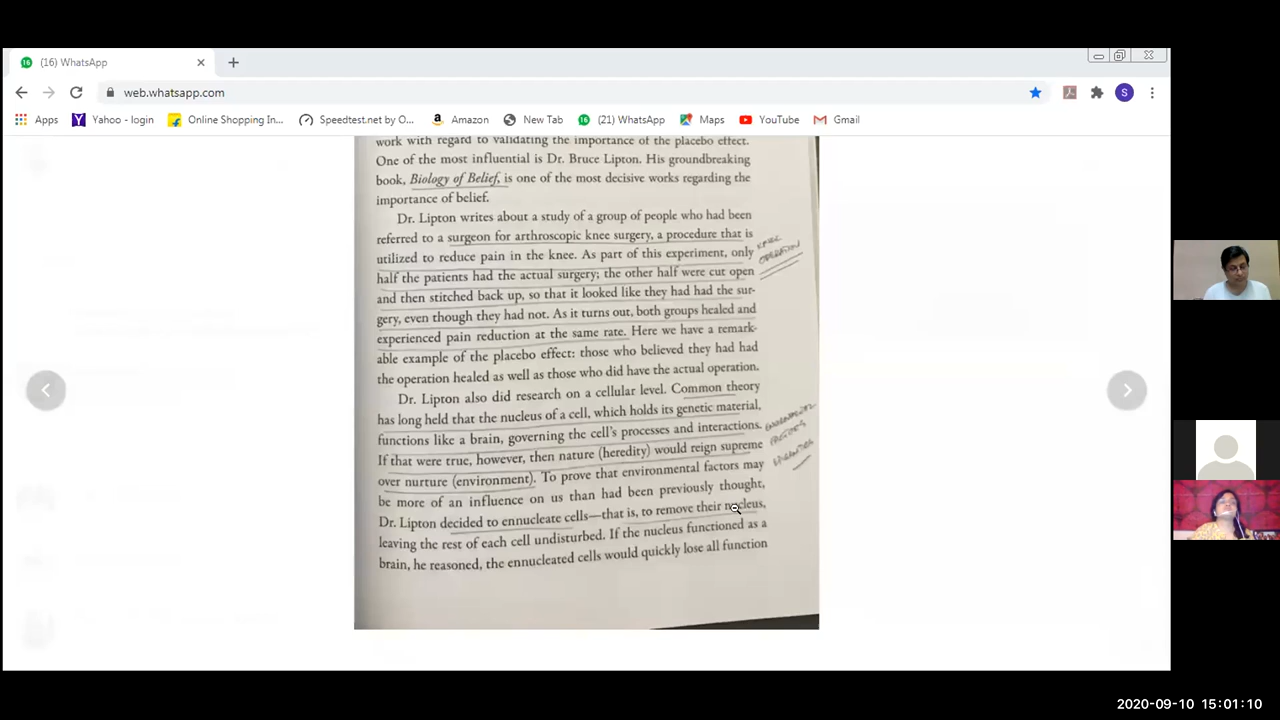 (16) WhatsApp
web.whatsapp.com
S
Apps
Yahoo - login
Online Shopping In...
Speedtest.net by O...
Amazon
New Tab
(21) WhatsApp
Maps
YouTube
Gmail
work with regard to validating the importance of the placebo effect.
One of the most influential is Dr. Bruce Lipton. His groundbreaking
book, Biology of Belief, is one of the most decisive works regarding the
importance of belief.
Dr. Lipton writes about a study of a group of people who had been
referred to a surgeon for arthroscopic knee surgery, a procedure that is
utilized to reduce pain in the knee. As part of this experiment, only
half the patients had the actual surgery; the other half were cut open
and then stitched back up, so that it looked like they had had the sur-
gery, even though they had not. As it turns out, both groups healed and
experienced pain reduction at the same rate. Here we have a remark-
able example of the placebo effect: those who believed they had had
the operation healed as well as those who did have the actual operation.
KNEE
OPERATION
Dr. Lipton also did research on a cellular level. Common theory
has long held that the nucleus of a cell, which holds its genetic material,
functions like a brain, governing the cell's processes and interactions.
If that were true, however, then nature (heredity) would reign supreme
over nurture (environment). To prove that environmental factors may
be more of an influence on us than had been previously thought,
Dr. Lipton decided to ennucleate cells—that is, to remove their nucleus,
leaving the rest of each cell undisturbed. If the nucleus functioned as a
brain, he reasoned, the ennucleated cells would quickly lose all function
FACTORS
2020-09-10 15:01:10